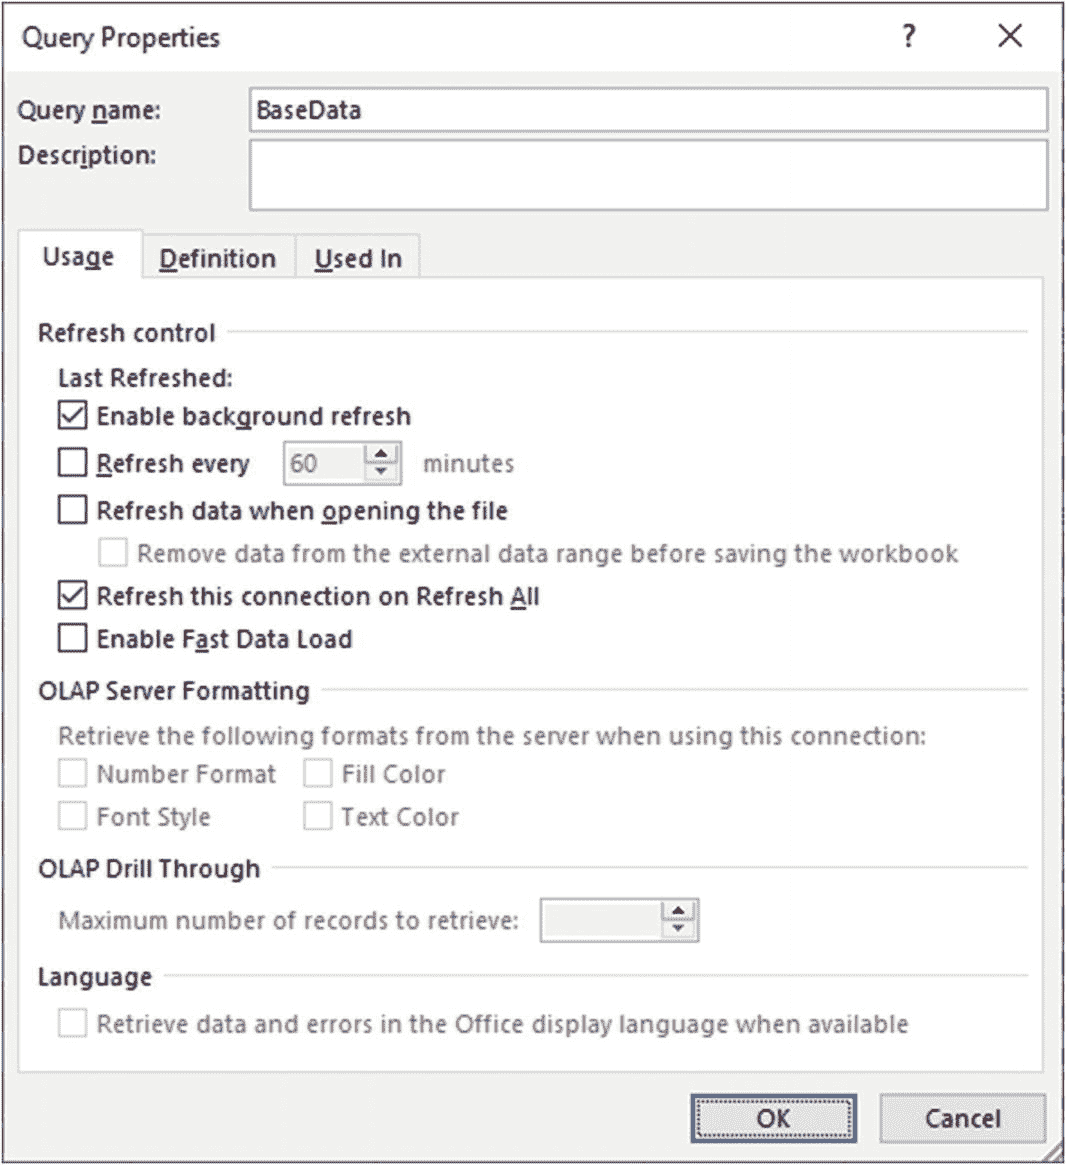 Query Properties ?
Query name: BaseData
Description:
Usage Definition Used In
Refresh control
Last Refreshed:
Enable background refresh
Refresh every 60 minutes
Refresh data when opening the file
Remove data from the external data range before saving the workbook
Refresh this connection on Refresh All
Enable Fast Data Load
OLAP Server Formatting
Retrieve the following formats from the server when using this connection:
Number Format Fill Color
Font Style Text Color
OLAP Drill Through
Maximum number of records to retrieve:
Language
Retrieve data and errors in the Office display language when available
OK Cancel